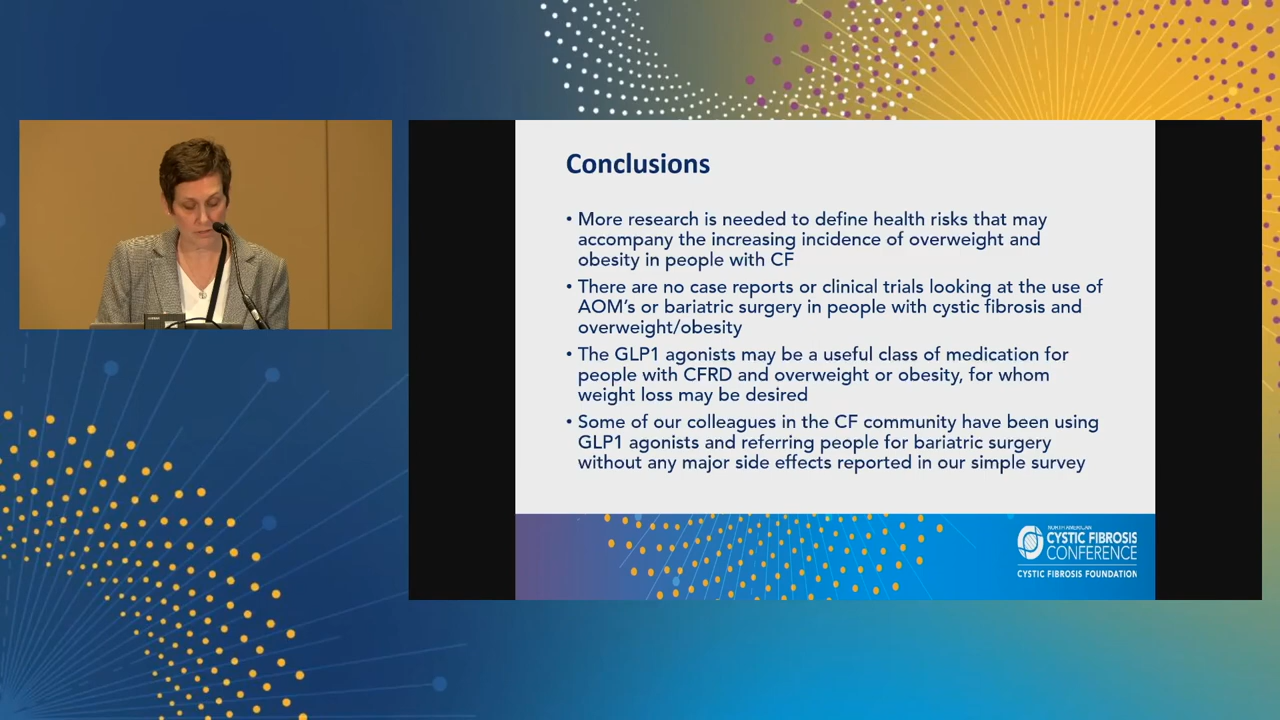 Conclusions
• More research is needed to define health risks that may
accompany the increasing incidence of overweight and
obesity in people with CF
• There are no case reports or clinical trials looking at the use of
AOM's or bariatric surgery in people with cystic fibrosis and
overweight/obesity
• The GLP1 agonists may be a useful class of medication for
people with CFRD and overweight or obesity, for whom
weight loss may be desired
• Some of our colleagues in the CF community have been using
GLP1 agonists and referring people for bariatric surgery
without any major side effects reported in our simple survey
NORTH AMERICAN
CYSTIC FIBROSIS
CONFERENCE
CYSTIC FIBROSIS FOUNDATION